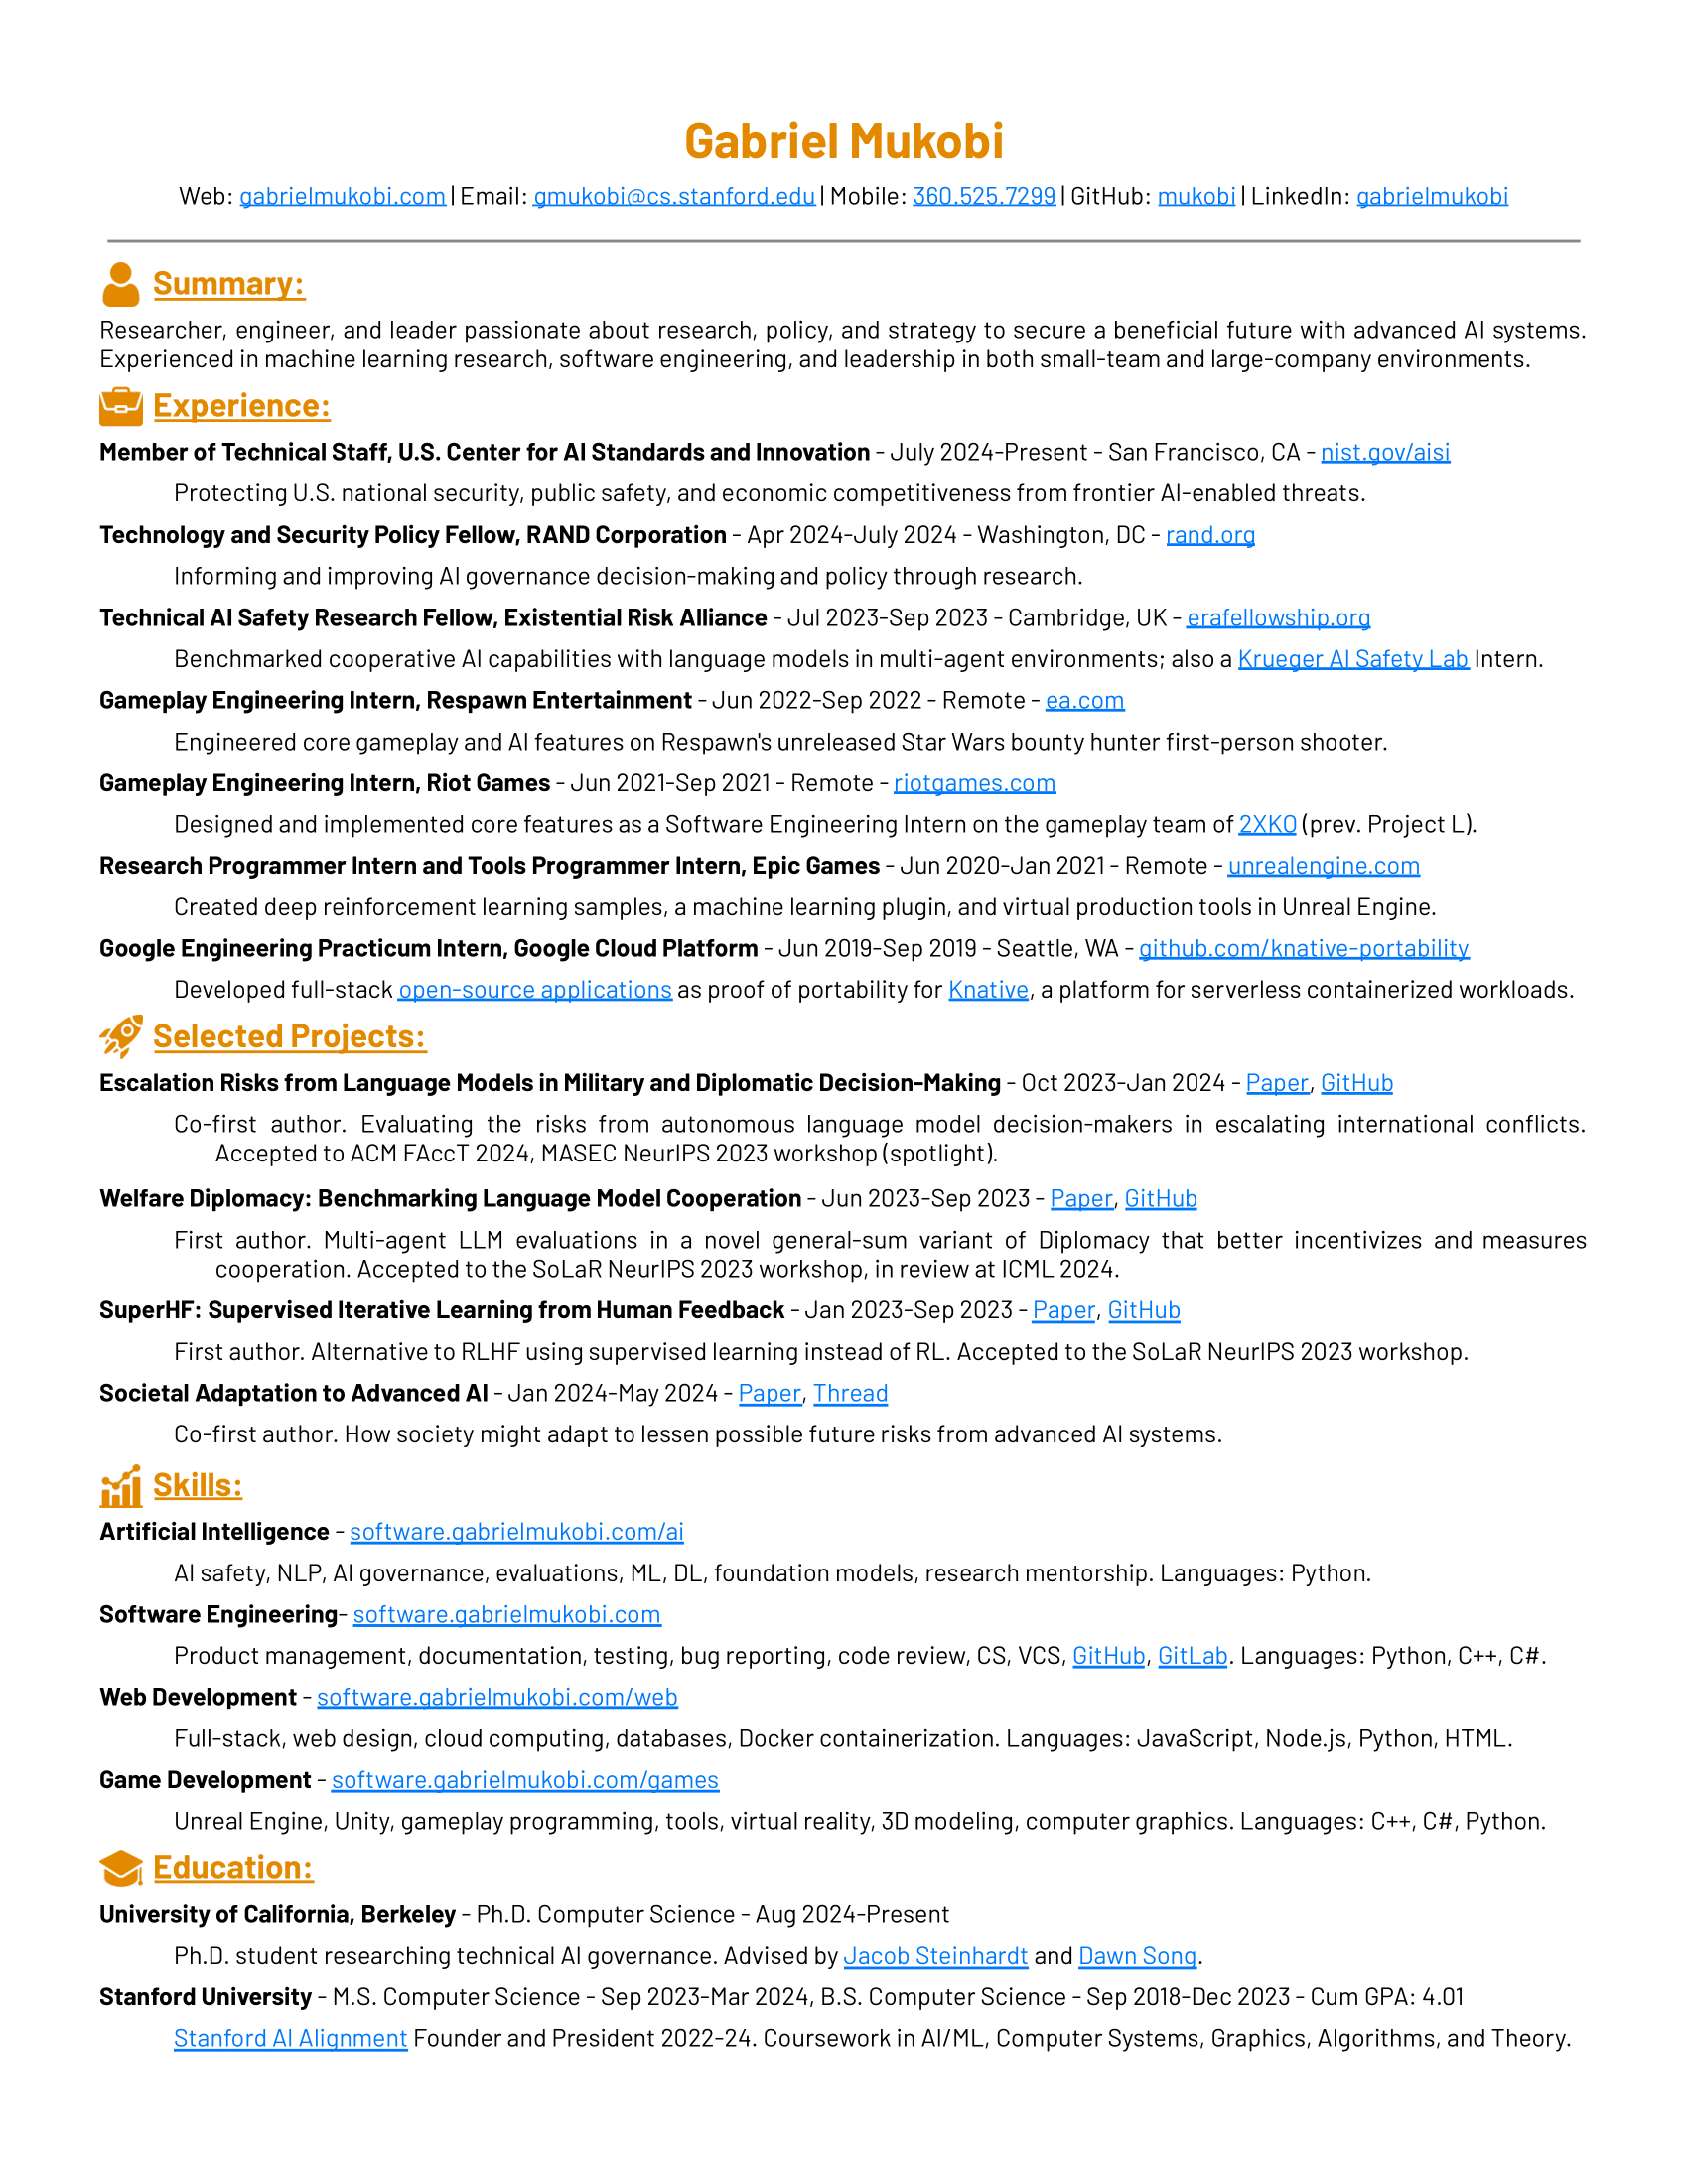 Gabriel Mukobi
Web: gabrielmukobi.com | Email: gmukobi@cs.stanford.edu | Mobile: 360.525.7299 | GitHub: mukobi | LinkedIn: gabrielmukobi
Summary:
Researcher, engineer, and leader passionate about research, policy, and strategy to secure a beneficial future with advanced AI systems.
Experienced in machine learning research, software engineering, and leadership in both small-team and large-company environments.
Experience:
Member of Technical Staff, U.S. Center for AI Standards and Innovation - July 2024-Present - San Francisco, CA - nist.gov/aisi
Protecting U.S. national security, public safety, and economic competitiveness from frontier AI-enabled threats.
Technology and Security Policy Fellow, RAND Corporation - Apr 2024-July 2024 - Washington, DC - rand.org
Informing and improving AI governance decision-making and policy through research.
Technical AI Safety Research Fellow, Existential Risk Alliance - Jul 2023-Sep 2023 - Cambridge, UK - erafellowship.org
Benchmarked cooperative AI capabilities with language models in multi-agent environments; also a Krueger AI Safety Lab Intern.
Gameplay Engineering Intern, Respawn Entertainment - Jun 2022-Sep 2022 - Remote - ea.com
Engineered core gameplay and AI features on Respawn's unreleased Star Wars bounty hunter first-person shooter.
Gameplay Engineering Intern, Riot Games - Jun 2021-Sep 2021 - Remote - riotgames.com
Designed and implemented core features as a Software Engineering Intern on the gameplay team of 2XKO (prev. Project L).
Research Programmer Intern and Tools Programmer Intern, Epic Games - Jun 2020-Jan 2021 - Remote - unrealengine.com
Created deep reinforcement learning samples, a machine learning plugin, and virtual production tools in Unreal Engine.
Google Engineering Practicum Intern, Google Cloud Platform - Jun 2019-Sep 2019 - Seattle, WA - github.com/knative-portability
Developed full-stack open-source applications as proof of portability for Knative, a platform for serverless containerized workloads.
Selected Projects:
Escalation Risks from Language Models in Military and Diplomatic Decision-Making - Oct 2023-Jan 2024 - Paper, GitHub
Co-first author. Evaluating the risks from autonomous language model decision-makers in escalating international conflicts.
Accepted to ACM FAccT 2024, MASEC NeurIPS 2023 workshop (spotlight).
Welfare Diplomacy: Benchmarking Language Model Cooperation - Jun 2023-Sep 2023 - Paper, GitHub
First author. Multi-agent LLM evaluations in a novel general-sum variant of Diplomacy that better incentivizes and measures
cooperation. Accepted to the SoLaR NeurIPS 2023 workshop, in review at ICML 2024.
SuperHF: Supervised Iterative Learning from Human Feedback - Jan 2023-Sep 2023 - Paper, GitHub
First author. Alternative to RLHF using supervised learning instead of RL. Accepted to the SoLaR NeurIPS 2023 workshop.
Societal Adaptation to Advanced AI - Jan 2024-May 2024 - Paper, Thread
Co-first author. How society might adapt to lessen possible future risks from advanced AI systems.
Skills:
Artificial Intelligence - software.gabrielmukobi.com/ai
AI safety, NLP, AI governance, evaluations, ML, DL, foundation models, research mentorship. Languages: Python.
Software Engineering- software.gabrielmukobi.com
Product management, documentation, testing, bug reporting, code review, CS, VCS, GitHub, GitLab. Languages: Python, C++, C#.
Web Development - software.gabrielmukobi.com/web
Full-stack, web design, cloud computing, databases, Docker containerization. Languages: JavaScript, Node.js, Python, HTML.
Game Development - software.gabrielmukobi.com/games
Unreal Engine, Unity, gameplay programming, tools, virtual reality, 3D modeling, computer graphics. Languages: C++, C#, Python.
Education:
University of California, Berkeley - Ph.D. Computer Science - Aug 2024-Present
Ph.D. student researching technical AI governance. Advised by Jacob Steinhardt and Dawn Song.
Stanford University - M.S. Computer Science - Sep 2023-Mar 2024, B.S. Computer Science - Sep 2018-Dec 2023 - Cum GPA: 4.01
Stanford AI Alignment Founder and President 2022-24. Coursework in AI/ML, Computer Systems, Graphics, Algorithms, and Theory.